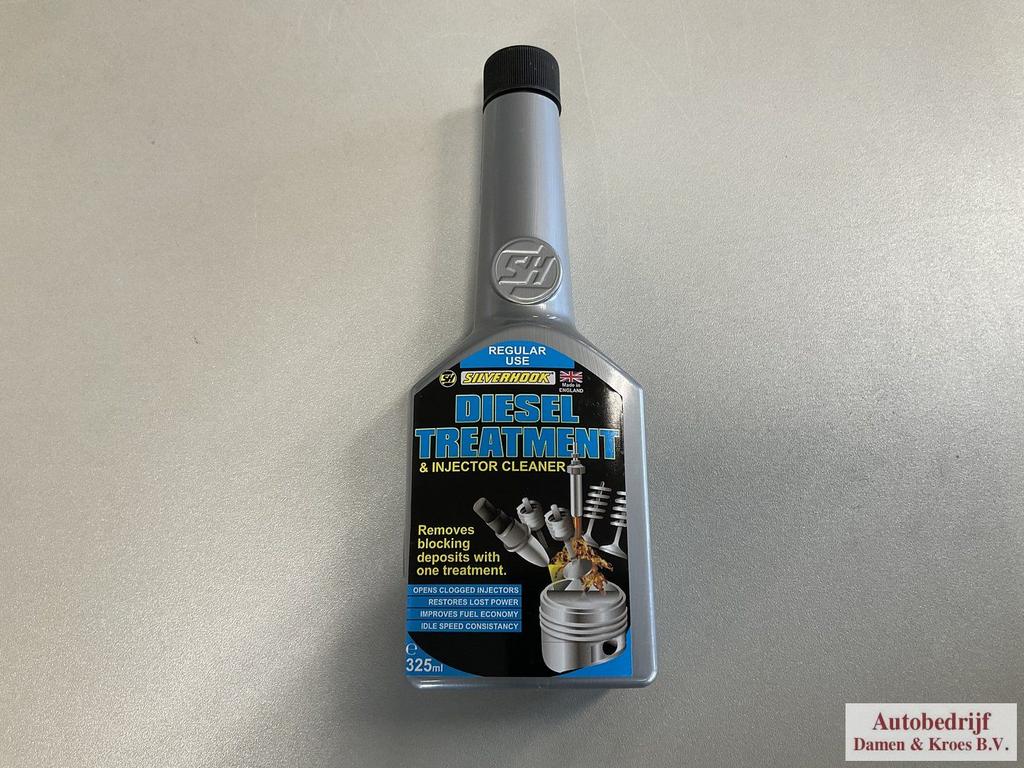 SH
REGULAR
USE
SH SILVERHOOK
Made in
ENGLAND
DIESEL
TREATMENT
& INJECTOR CLEANER
Removes
blocking
deposits with
one treatment.
OPENS CLOGGED INJECTORS
RESTORES LOST POWER
IMPROVES FUEL ECONOMY
IDLE SPEED CONSISTANCY
e
325ml
Autobedrijf
Damen & Kroes B.V.